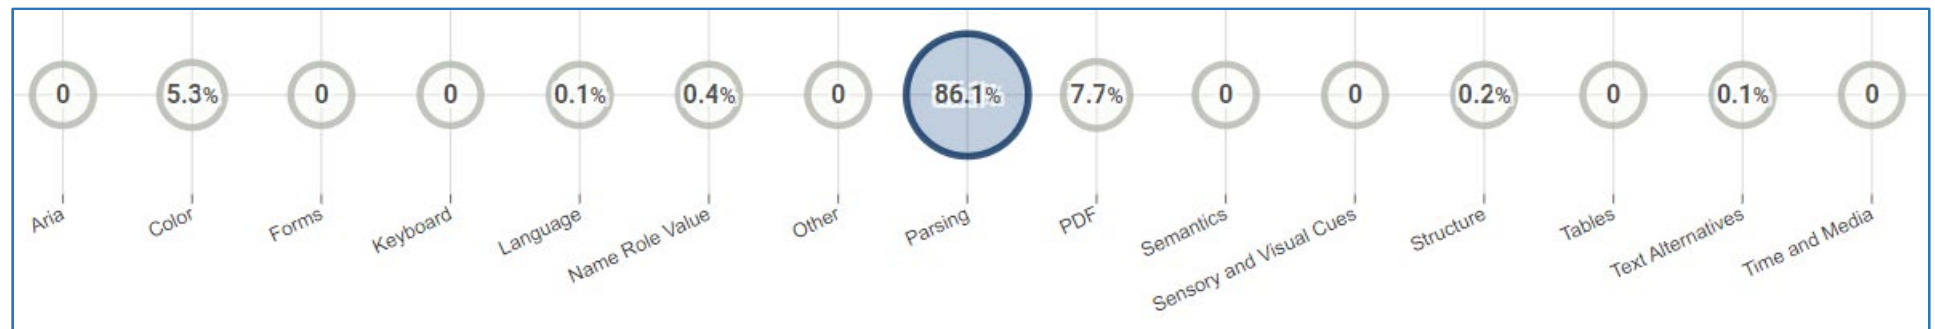 0 5.3% 0 0 0.1% 0.4% 0 86.1% 7.7% 0 0 0.2% 0 0.1% 0
Aria Color Forms Keyboard Language Name Role Value Other Parsing PDF Semantics Sensory and Visual Cues Structure Tables Text Alternatives Time and Media